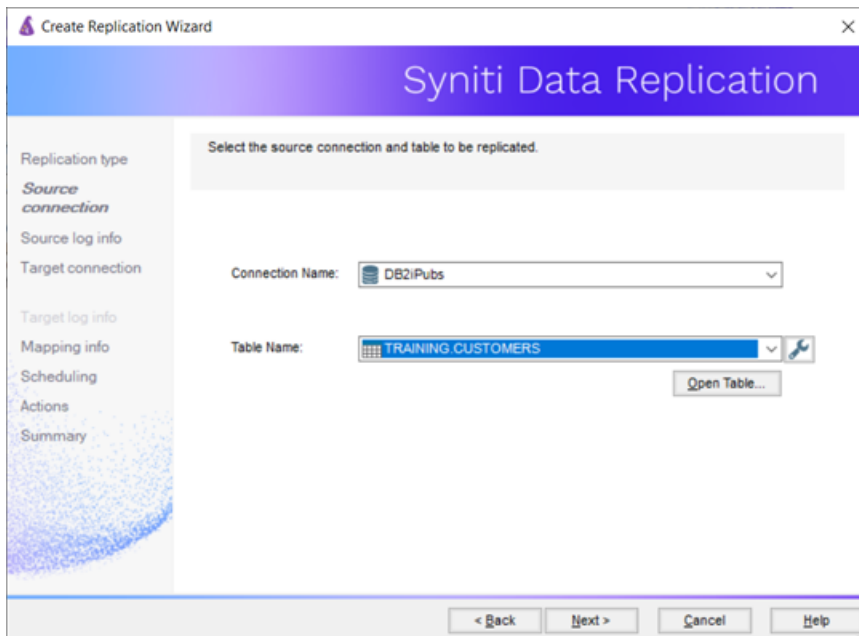 Create Replication Wizard
Syniti Data Replication
Replication type
Source
connection
Source log info
Target connection
Target log info
Mapping info
Scheduling
Actions
Summary
Select the source connection and table to be replicated.
Connection Name: DB2iPubs
Table Name: TRAINING.CUSTOMERS
Open Table...
< Back Next > Cancel Help